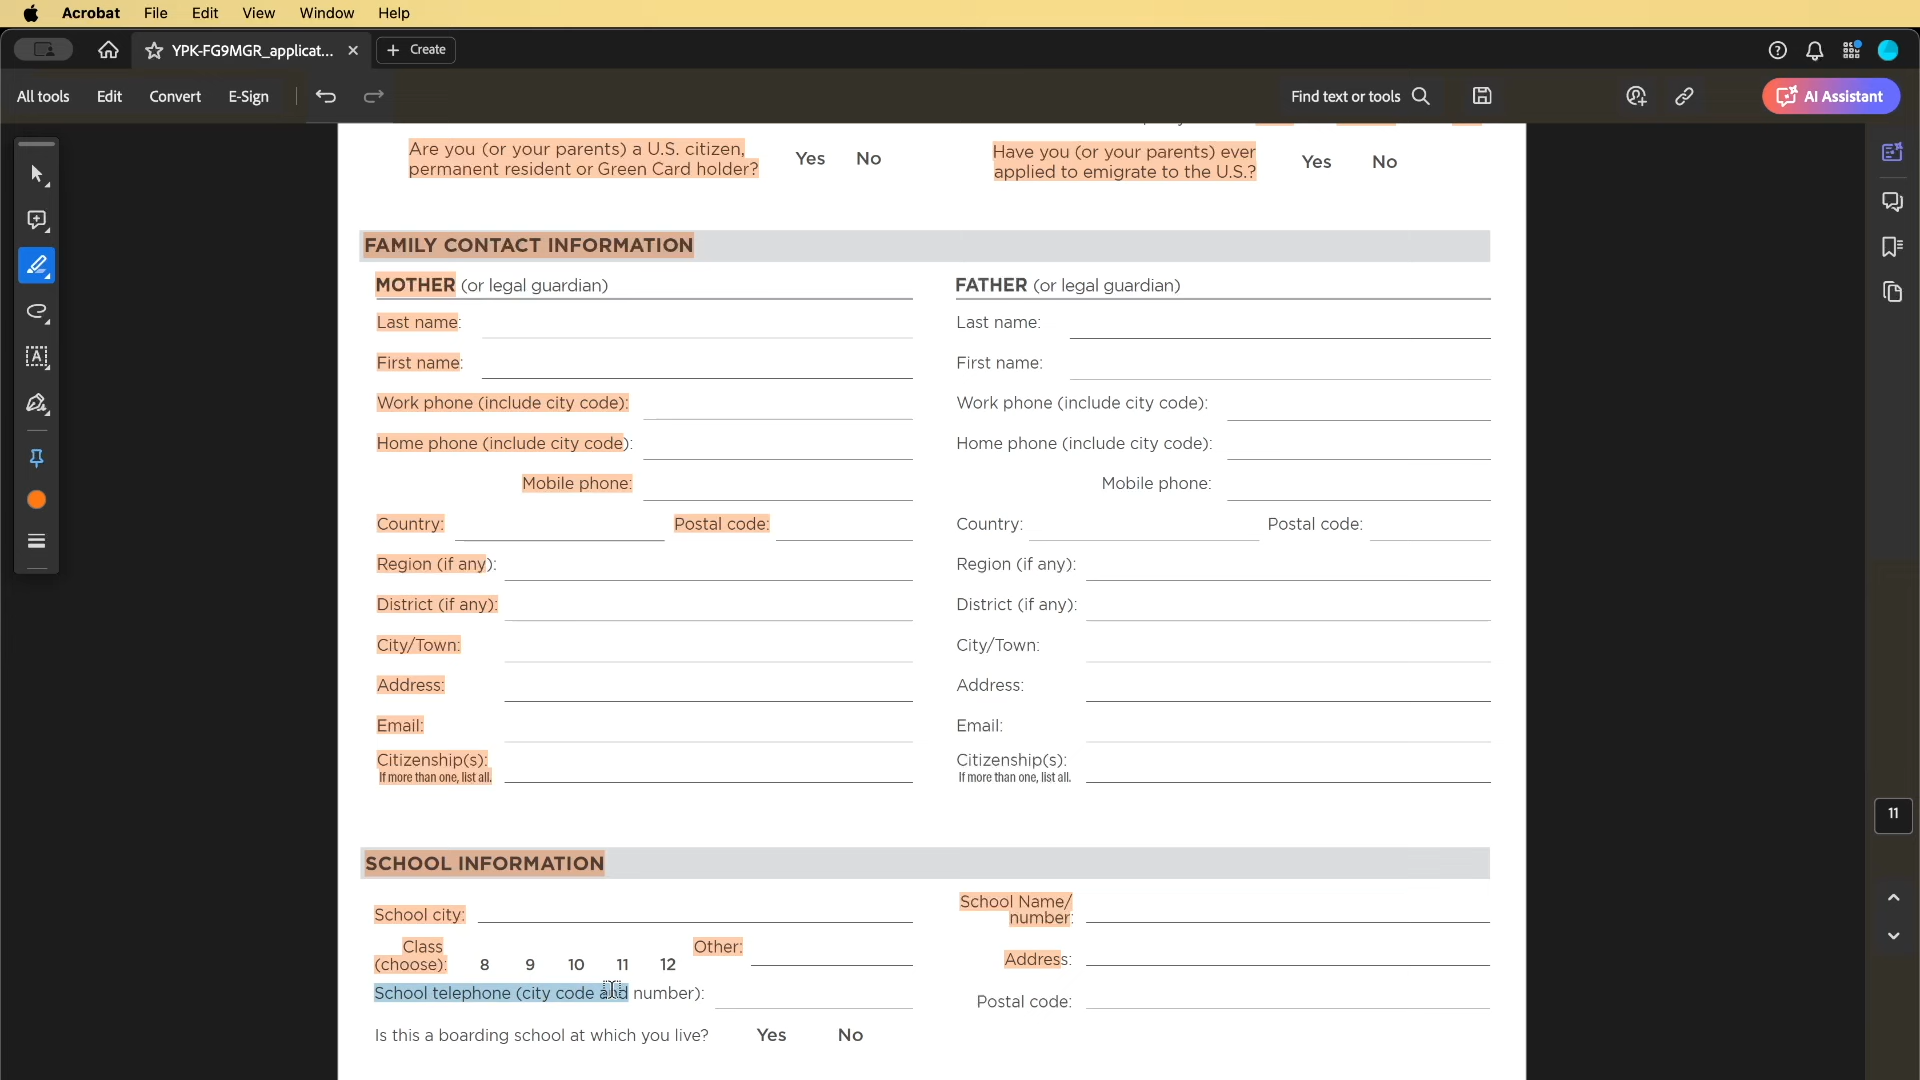 Acrobat File Edit View Window Help
YPK-FG9MGR_applicat... Create
All tools Edit Convert E-Sign Find text or tools AI Assistant
Are you (or your parents) a U.S. citizen,
permanent resident or Green Card holder? Yes No
Have you (or your parents) ever
applied to emigrate to the U.S.? Yes No
FAMILY CONTACT INFORMATION
MOTHER (or legal guardian)
Last name:
First name:
Work phone (include city code):
Home phone (include city code):
Mobile phone:
Country: Postal code:
Region (if any):
District (if any):
City/Town:
Address:
Email:
Citizenship(s):
If more than one, list all.
FATHER (or legal guardian)
Last name:
First name:
Work phone (include city code):
Home phone (include city code):
Mobile phone:
Country: Postal code:
Region (if any):
District (if any):
City/Town:
Address:
Email:
Citizenship(s):
If more than one, list all.
SCHOOL INFORMATION
School city:
Class
(choose): 8 9 10 11 12 Other:
School telephone (city code and number):
Is this a boarding school at which you live? Yes No
School Name/
number:
Address:
Postal code:
11